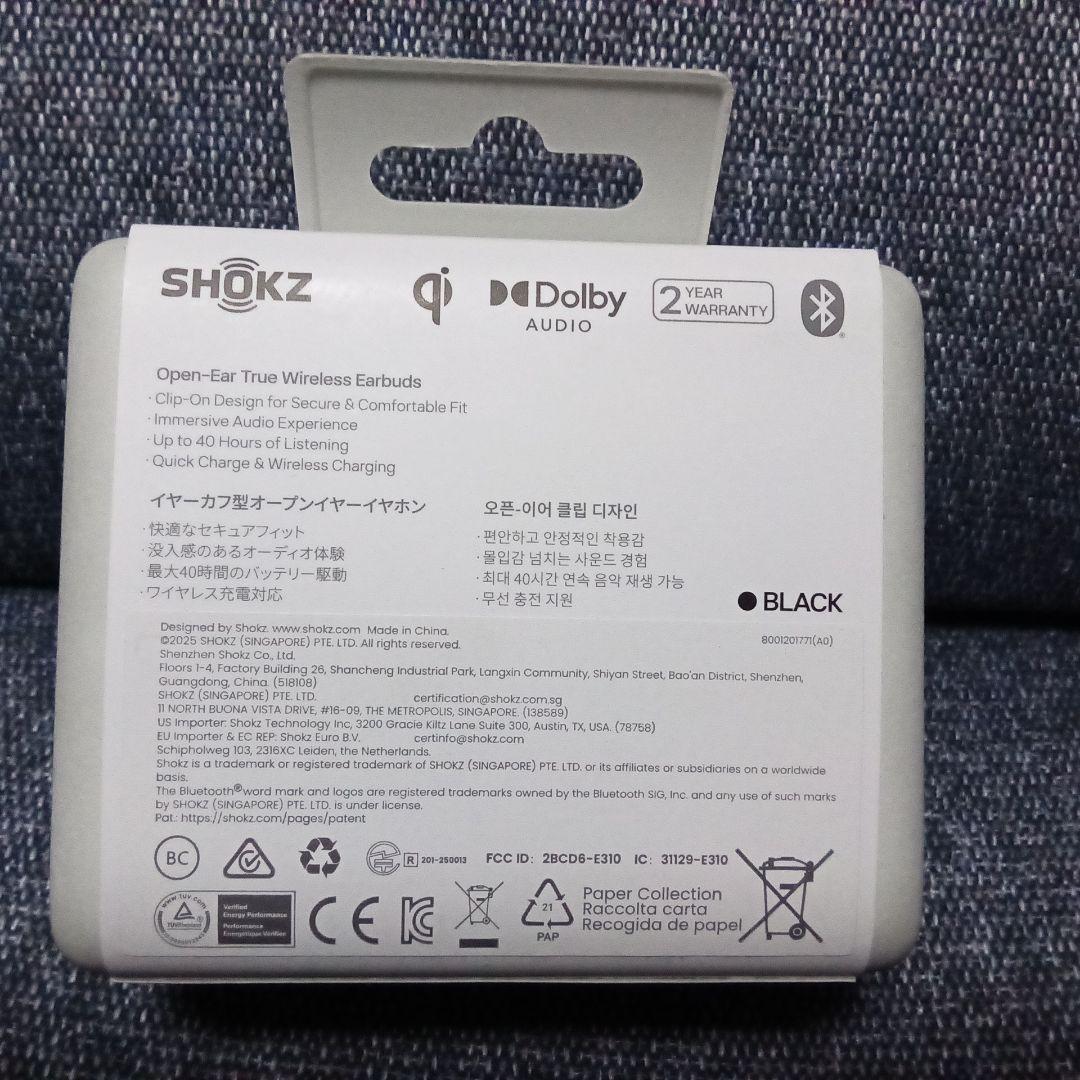 SHOKZ
qi
Dolby
AUDIO
2 YEAR WARRANTY
Open-Ear True Wireless Earbuds
· Clip-On Design for Secure & Comfortable Fit
· Immersive Audio Experience
· Up to 40 Hours of Listening
· Quick Charge & Wireless Charging
イヤーカフ型オープンイヤーイヤホン
· 快適なセキュアフィット
· 没入感のあるオーディオ体験
· 最大40時間のバッテリー駆動
· ワイヤレス充電対応
오픈-이어 클립 디자인
· 편안하고 안정적인 착용감
· 몰입감 넘치는 사운드 경험
· 최대 40시간 연속 음악 재생 가능
· 무선 충전 지원
BLACK
8001201771(A0)
Designed by Shokz. www.shokz.com Made in China.
©2025 SHOKZ (SINGAPORE) PTE. LTD. All rights reserved.
Shenzhen Shokz Co., Ltd.
Floors 1-4, Factory Building 26, Shancheng Industrial Park, Langxin Community, Shiyan Street, Bao'an District, Shenzhen,
Guangdong, China. (518108)
SHOKZ (SINGAPORE) PTE. LTD. certification@shokz.com.sg
11 NORTH BUONA VISTA DRIVE, #16-09, THE METROPOLIS, SINGAPORE. (138589)
US Importer: Shokz Technology Inc, 3200 Gracie Kiltz Lane Suite 300, Austin, TX, USA. (78758)
EU Importer & EC REP: Shokz Euro B.V. certinfo@shokz.com
Schipholweg 103, 2316XC Leiden, the Netherlands.
Shokz is a trademark or registered trademark of SHOKZ (SINGAPORE) PTE. LTD. or its affiliates or subsidiaries on a worldwide
basis.
The Bluetooth® word mark and logos are registered trademarks owned by the Bluetooth SIG, Inc. and any use of such marks
by SHOKZ (SINGAPORE) PTE. LTD. is under license.
Pat.: https://shokz.com/pages/patent
BC
R 201-250013
FCC ID: 2BCD6-E310 IC: 31129-E310
www.tuv.com
TÜVRheinland
Verified
Energy Performance
Performance
Énergétique Vérifiée
CE
21
PAP
Paper Collection
Raccolta carta
Recogida de papel